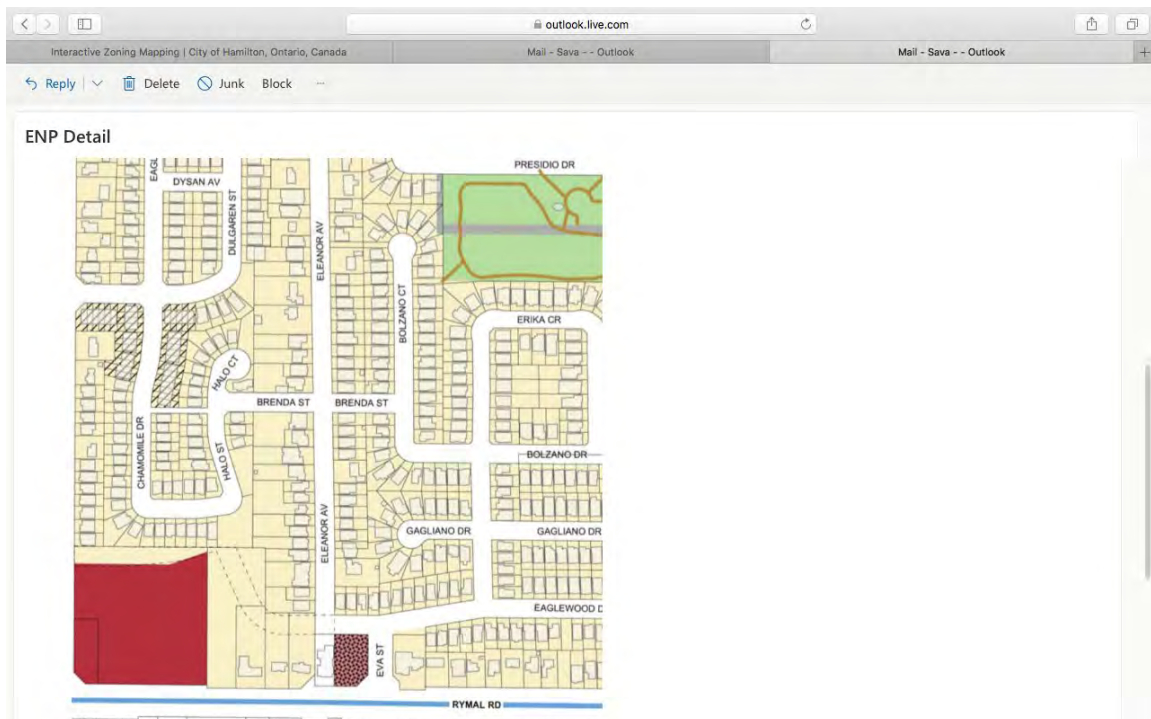 outlook.live.com
Interactive Zoning Mapping | City of Hamilton, Ontario, Canada
Mail - Sava - - Outlook
Mail - Sava - - Outlook
Reply
Delete
Junk
Block
ENP Detail
PRESIDIO DR
EAGL
DYSAN AV
DULGAREN ST
ELEANOR AV
BOLZANO CT
ERIKA CR
HALO CT
BRENDA ST
BRENDA ST
CHAMOMILE DR
HALO ST
BOLZANO DR
ELEANOR AV
GAGLIANO DR
GAGLIANO DR
EAGLEWOOD D
EVA ST
RYMAL RD